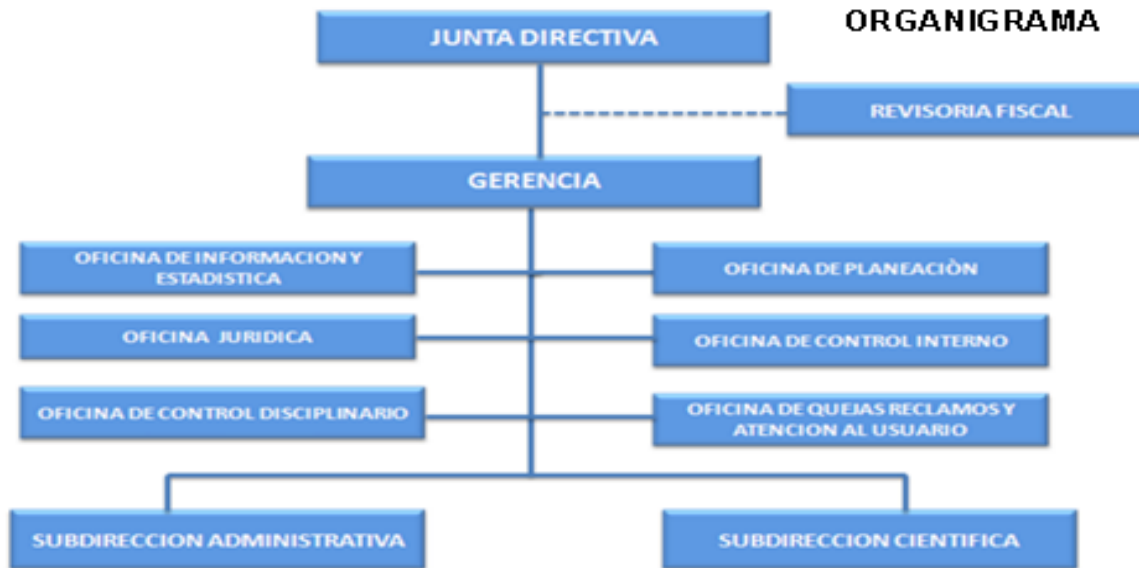 ORGANIGRAMA
JUNTA DIRECTIVA
REVISORIA FISCAL
GERENCIA
OFICINA DE INFORMACION Y
ESTADISTICA
OFICINA DE PLANEACIÒN
OFICINA JURIDICA
OFICINA DE CONTROL INTERNO
OFICINA DE CONTROL DISCIPLINARIO
OFICINA DE QUEJAS RECLAMOS Y
ATENCION AL USUARIO
SUBDIRECCION ADMINISTRATIVA
SUBDIRECCION CIENTIFICA